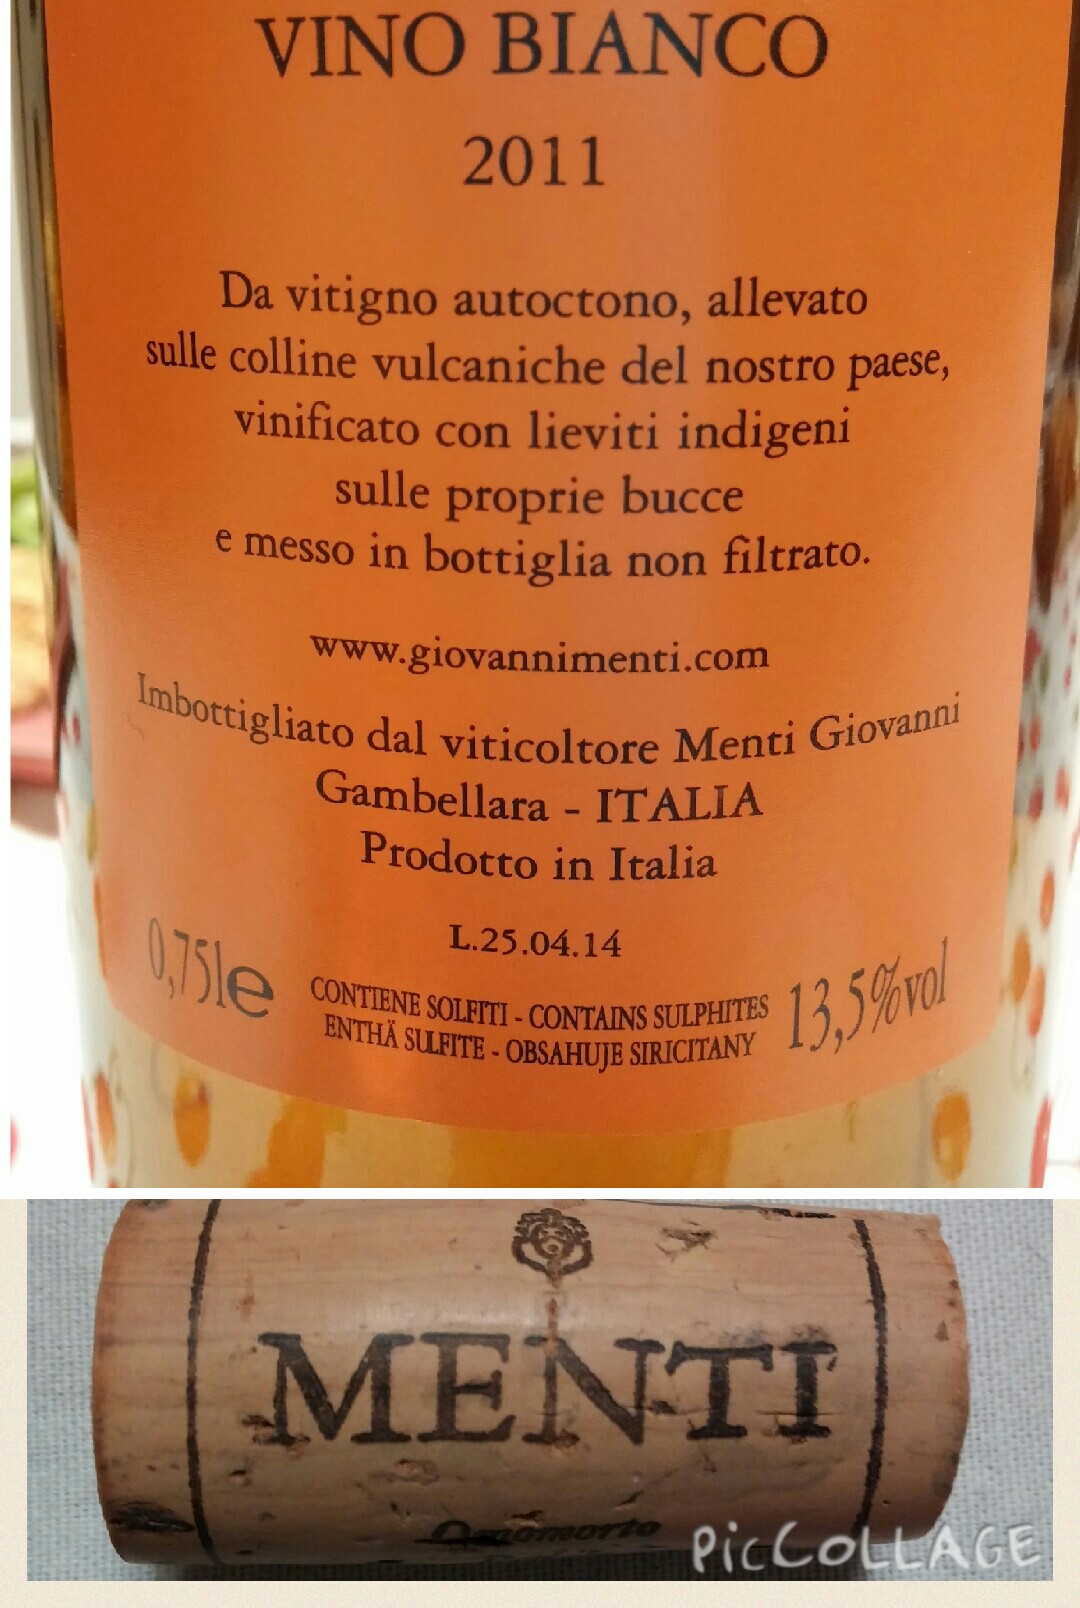 VINO BIANCO
2011
Da vitigno autoctono, allevato
sulle colline vulcaniche del nostro paese,
vinificato con lieviti indigeni
sulle proprie bucce
e messo in bottiglia non filtrato.
www.giovannimenti.com
Imbottigliato dal viticoltore Menti Giovanni
Gambellara - ITALIA
Prodotto in Italia
L.25.04.14
0,75le
CONTIENE SOLFITI - CONTAINS SULPHITES
ENTHÄ SULFITE - OBSAHUJE SIRICITANY
13,5%vol
MENTI
PicCOLLAGE